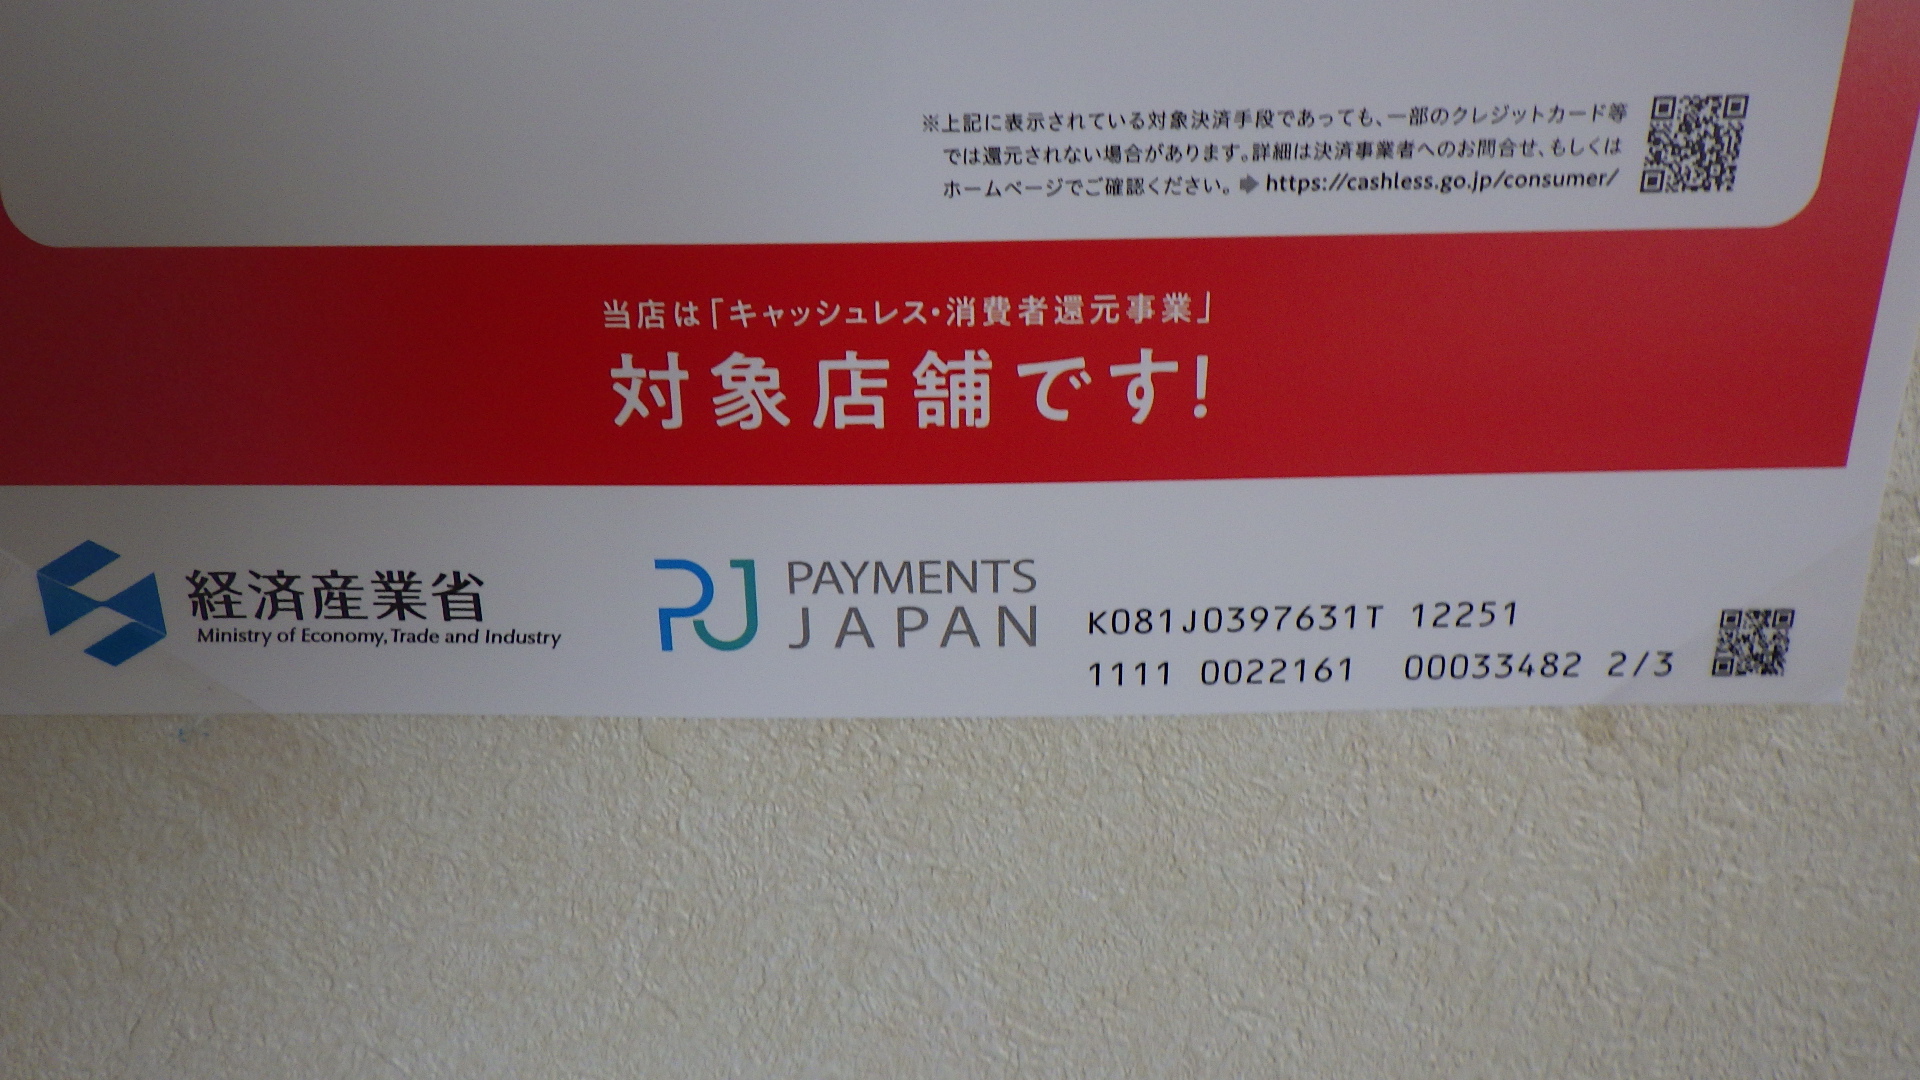 ※上記に表示されている対象決済手段であっても、一部のクレジットカード等
では還元されない場合があります。詳細は決済事業者へのお問合せ、もしくは
ホームページでご確認ください。➡https://cashless.go.jp/consumer/
当店は「キャッシュレス・消費者還元事業」
対象店舗です!
経済産業省
Ministry of Economy, Trade and Industry
PJ
PAYMENTS
JAPAN
K081J0397631T 12251
1111 0022161 00033482 2/3